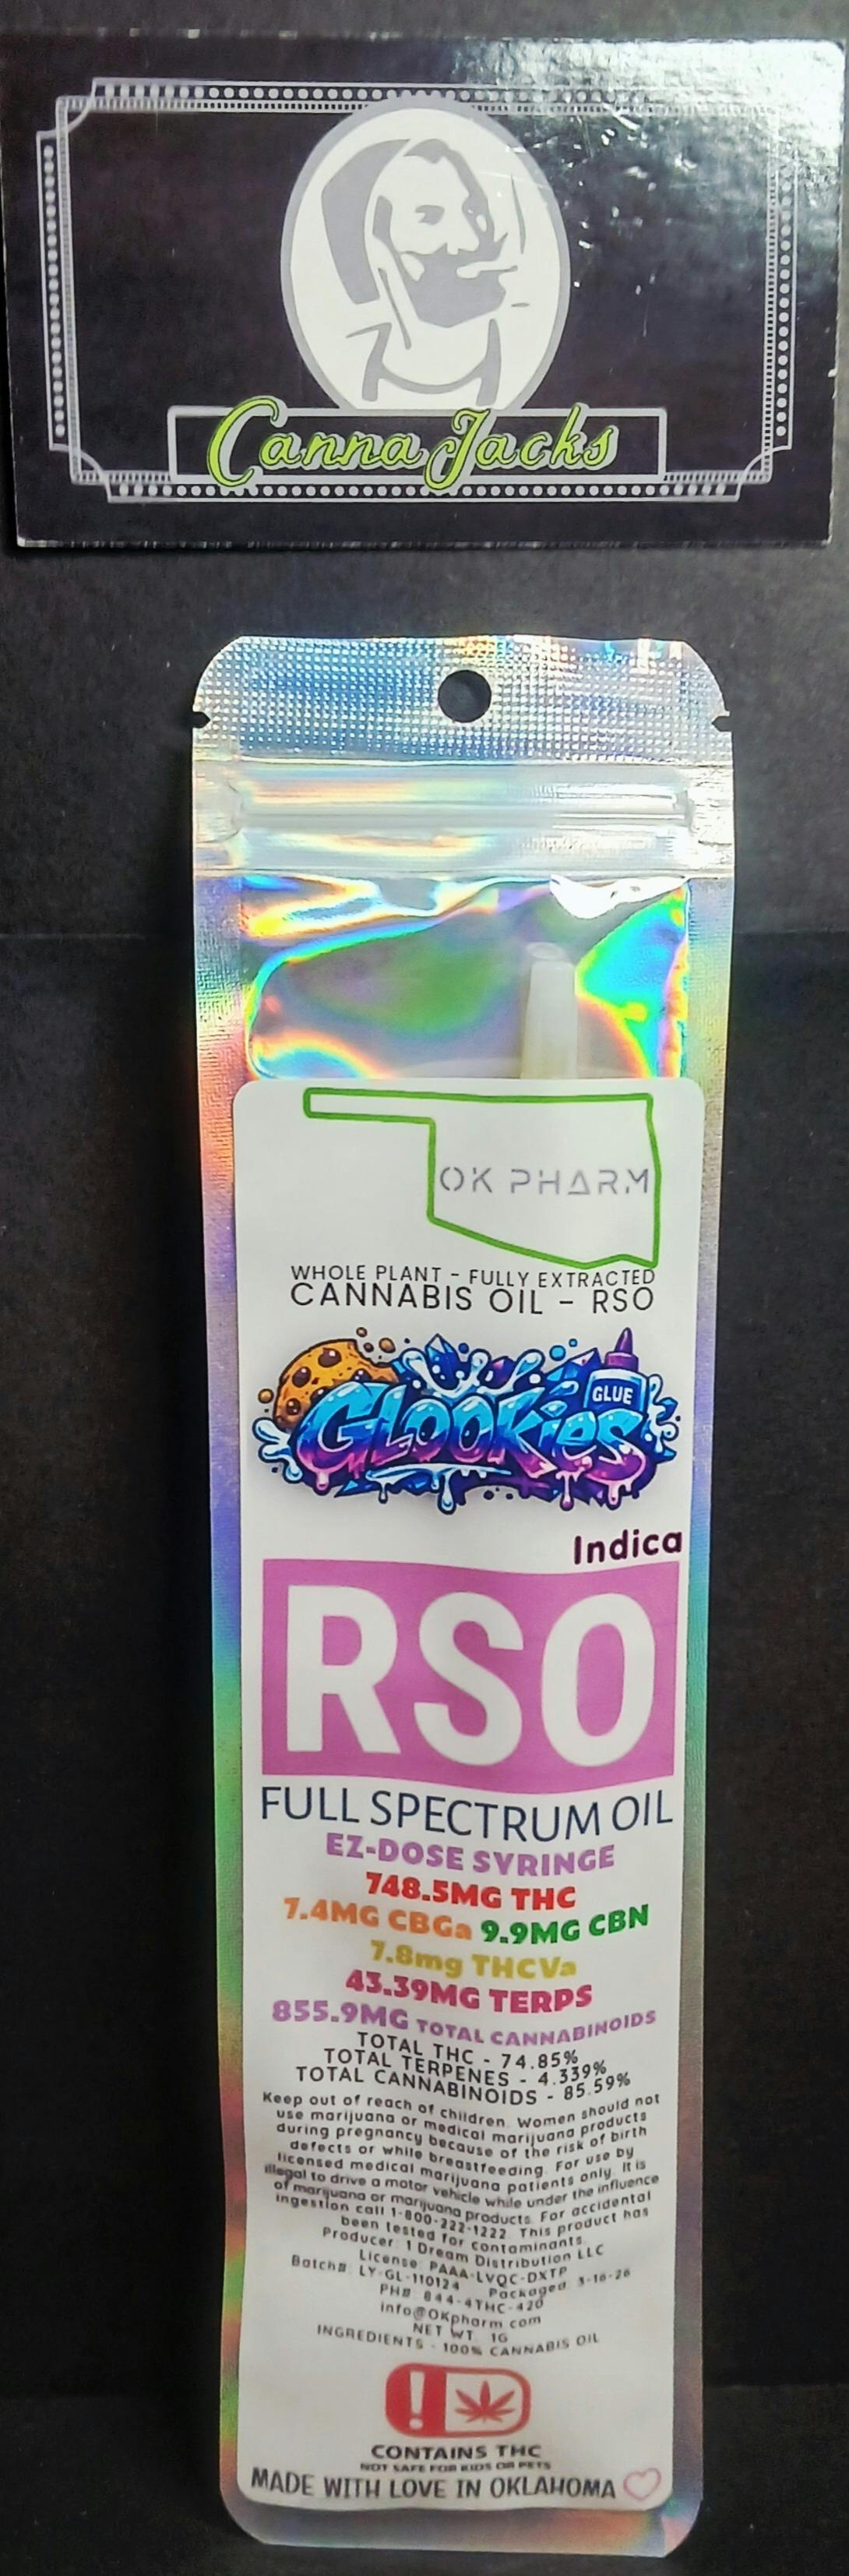 Canna Jacks
OK PHARM
WHOLE PLANT - FULLY EXTRACTED
CANNABIS OIL - RSO
GLUE
GLOOKies
Indica
RSO
FULL SPECTRUM OIL
EZ-DOSE SYRINGE
748.5MG THC
7.4MG CBGa 9.9MG CBN
7.8mg THCVa
43.39MG TERPS
855.9MG TOTAL CANNABINOIDS
TOTAL THC - 74.85%
TOTAL TERPENES - 4.339%
TOTAL CANNABINOIDS - 85.59%
Keep out of reach of children. Women should not
use marijuana or medical marijuana products
during pregnancy because of the risk of birth
defects or while breastfeeding. For use by
licensed medical marijuana patients only. It is
illegal to drive a motor vehicle while under the influence
of marijuana or marijuana products. For accidental
ingestion call 1-800-222-1222. This product has
been tested for contaminants.
Producer: 1 Dream Distribution LLC
License: PAAA-LVQC-DXTP
Batch#: LY-GL-110124 Packaged: 3-16-26
PH#: 844-4THC-420
info@OKpharm.com
NET WT. 1G
INGREDIENTS - 100% CANNABIS OIL
CONTAINS THC
NOT SAFE FOR KIDS OR PETS
MADE WITH LOVE IN OKLAHOMA